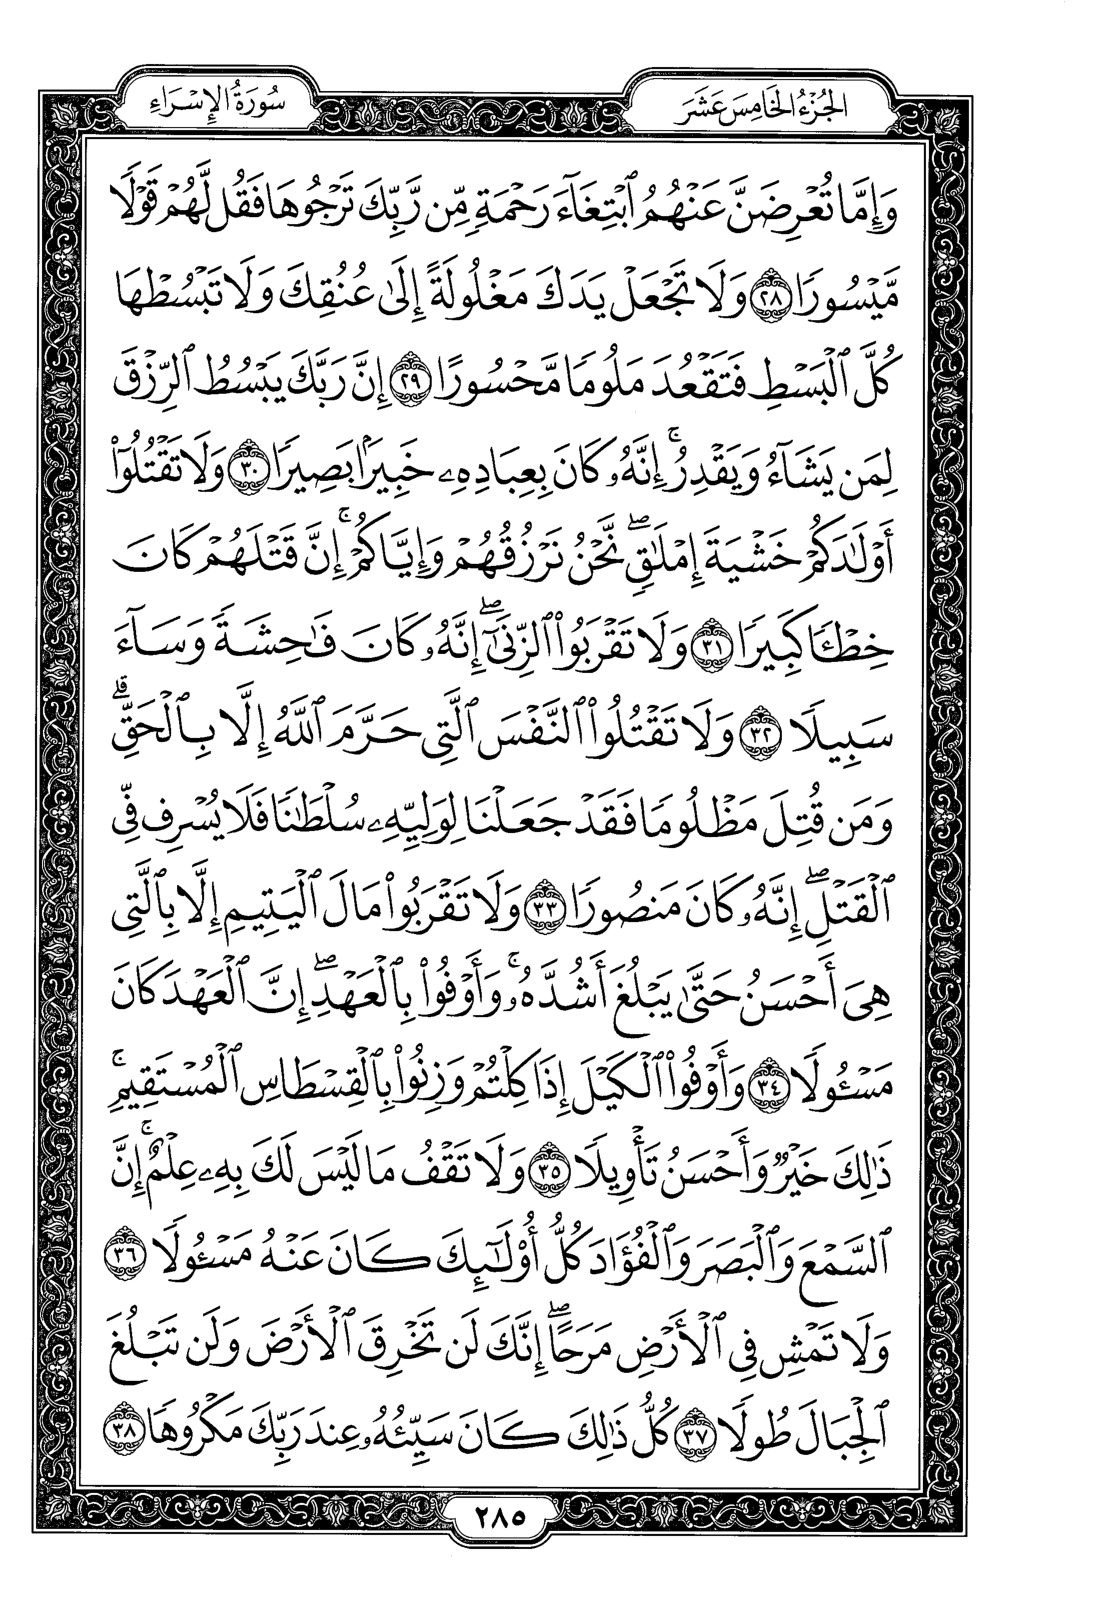 الجُزْءُ الخَامِسَ عَشَرَ
سُورَةُ الإِسْرَاءِ
وَإِمَّا تُعْرِضَنَّ عَنْهُمُ ٱبْتِغَآءَ رَحْمَةٍ مِّن رَّبِّكَ تَرْجُوهَا فَقُل لَّهُمْ قَوْلًا
مَّيْسُورًا ٢٨ وَلَا تَجْعَلْ يَدَكَ مَغْلُولَةً إِلَىٰ عُنُقِكَ وَلَا تَبْسُطْهَا
كُلَّ ٱلْبَسْطِ فَتَقْعُدَ مَلُومًا مَّحْسُورًا ٢٩ إِنَّ رَبَّكَ يَبْسُطُ ٱلرِّزْقَ
لِمَن يَشَآءُ وَيَقْدِرُ ۚ إِنَّهُۥ كَانَ بِعِبَادِهِۦ خَبِيرًۢا بَصِيرًا ٣٠ وَلَا تَقْتُلُوٓا۟
أَوْلَٰدَكُمْ خَشْيَةَ إِمْلَٰقٍ ۖ نَّحْنُ نَرْزُقُهُمْ وَإِيَّاكُمْ ۚ إِنَّ قَتْلَهُمْ كَانَ
خِطْـًٔا كَبِيرًا ٣١ وَلَا تَقْرَبُوا۟ ٱلزِّنَىٰٓ ۖ إِنَّهُۥ كَانَ فَٰحِشَةً وَسَآءَ
سَبِيلًا ٣٢ وَلَا تَقْتُلُوا۟ ٱلنَّفْسَ ٱلَّتِى حَرَّمَ ٱللَّهُ إِلَّا بِٱلْحَقِّ ۗ
وَمَن قُتِلَ مَظْلُومًا فَقَدْ جَعَلْنَا لِوَلِيِّهِۦ سُلْطَٰنًا فَلَا يُسْرِف فِّى
ٱلْقَتْلِ ۖ إِنَّهُۥ كَانَ مَنصُورًا ٣٣ وَلَا تَقْرَبُوا۟ مَالَ ٱلْيَتِيمِ إِلَّا بِٱلَّتِى
هِىَ أَحْسَنُ حَتَّىٰ يَبْلُغَ أَشُدَّهُۥ ۚ وَأَوْفُوا۟ بِٱلْعَهْدِ ۖ إِنَّ ٱلْعَهْدَ كَانَ
مَسْـُٔولًا ٣٤ وَأَوْفُوا۟ ٱلْكَيْلَ إِذَا كِلْتُمْ وَزِنُوا۟ بِٱلْقِسْطَاسِ ٱلْمُسْتَقِيمِ ۚ
ذَٰلِكَ خَيْرٌ وَأَحْسَنُ تَأْوِيلًا ٣٥ وَلَا تَقْفُ مَا لَيْسَ لَكَ بِهِۦ عِلْمٌ ۚ إِنَّ
ٱلسَّمْعَ وَٱلْبَصَرَ وَٱلْفُؤَادَ كُلُّ أُو۟لَٰٓئِكَ كَانَ عَنْهُ مَسْـُٔولًا ٣٦
وَلَا تَمْشِ فِى ٱلْأَرْضِ مَرَحًا ۖ إِنَّكَ لَن تَخْرِقَ ٱلْأَرْضَ وَلَن تَبْلُغَ
ٱلْجِبَالَ طُولًا ٣٧ كُلُّ ذَٰلِكَ كَانَ سَيِّئُهُۥ عِندَ رَبِّكَ مَكْرُوهًا ٣٨
٢٨٥